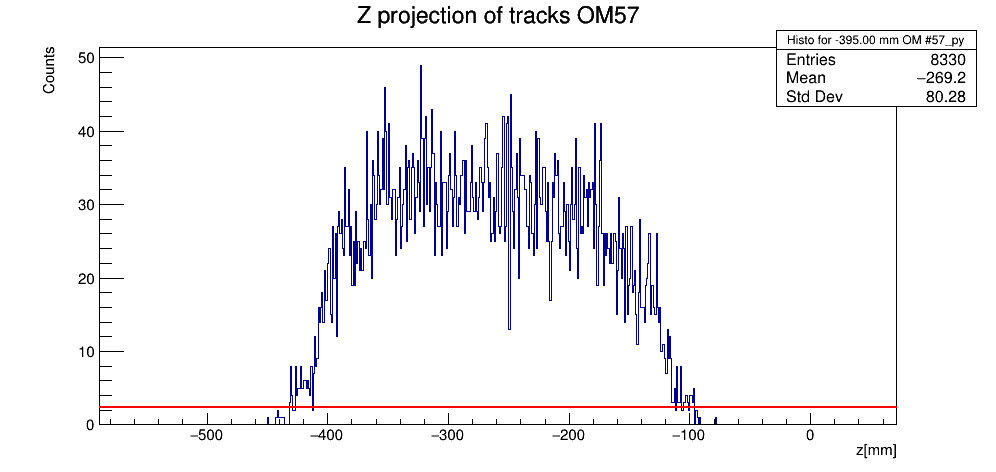 Z projection of tracks OM57
Histo for -395.00 mm OM #57_py
Entries 8330
Mean −269.2
Std Dev 80.28
Counts
50
40
30
20
10
0
−500 −400 −300 −200 −100 0
z[mm]